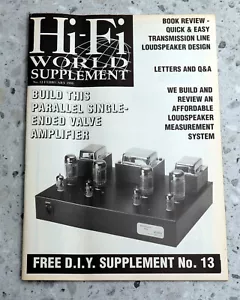 Hi-Fi
WORLD
SUPPLEMENT
BUILD THIS
PARALLEL SINGLE-
ENDED VALVE
AMPLIFIER
BOOK REVIEW -
QUICK & EASY
TRANSMISSION LINE
LOUDSPEAKER DESIGN
LETTERS AND Q&A
WE BUILD AND
REVIEW AN
AFFORDABLE
LOUDSPEAKER
MEASUREMENT
SYSTEM
FREE D.I.Y. SUPPLEMENT No. 13